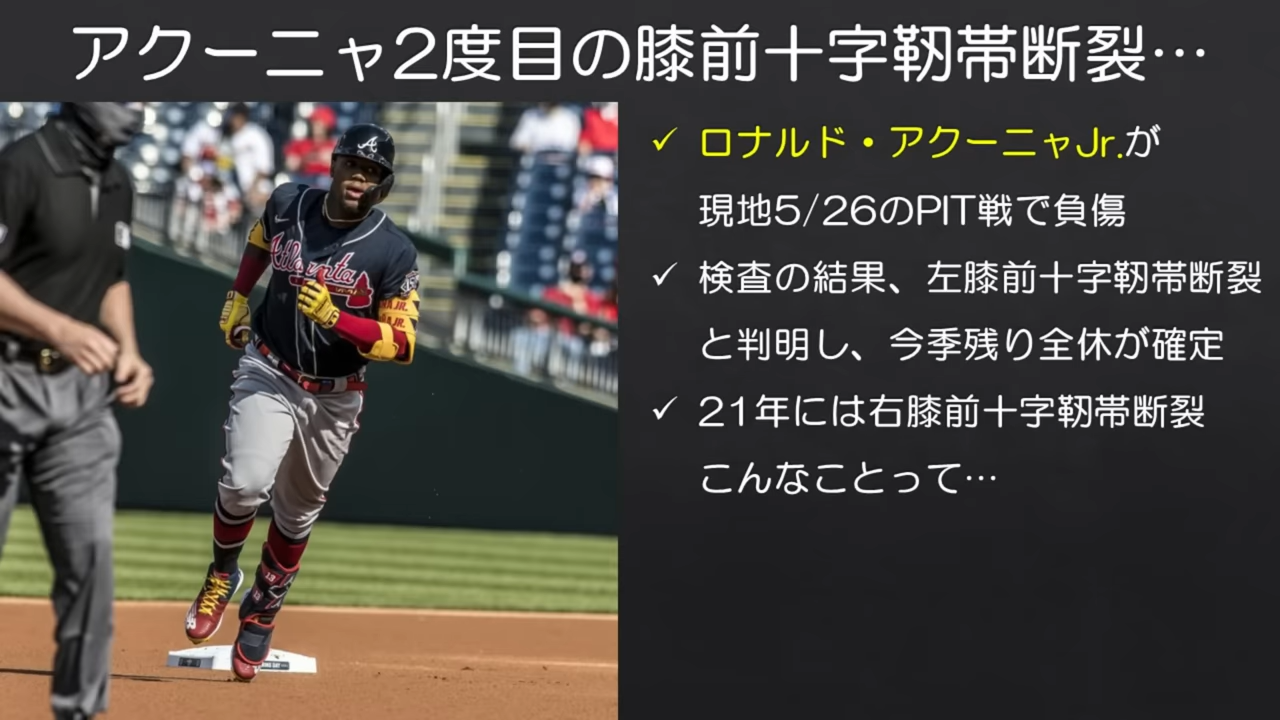 アクーニャ2度目の膝前十字靭帯断裂…
ロナルド・アクーニャJr.が
現地5/26のPIT戦で負傷
検査の結果、左膝前十字靭帯断裂
と判明し、今季残り全休が確定
21年には右膝前十字靭帯断裂
こんなことって…
A
Atlanta
JR.
AJR.
13